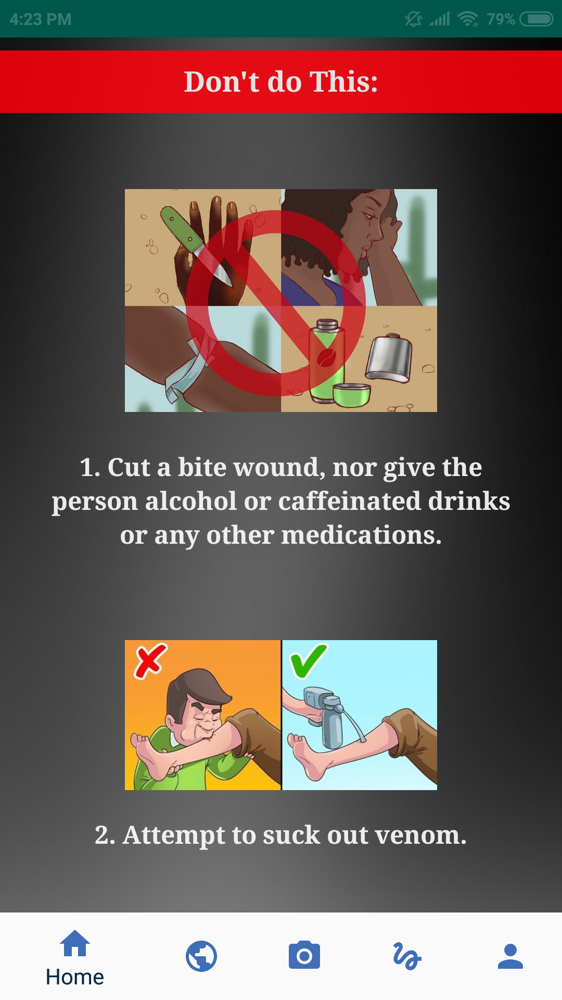 4:23 PM
79%
Don't do This:
1. Cut a bite wound, nor give the
person alcohol or caffeinated drinks
or any other medications.
2. Attempt to suck out venom.
Home